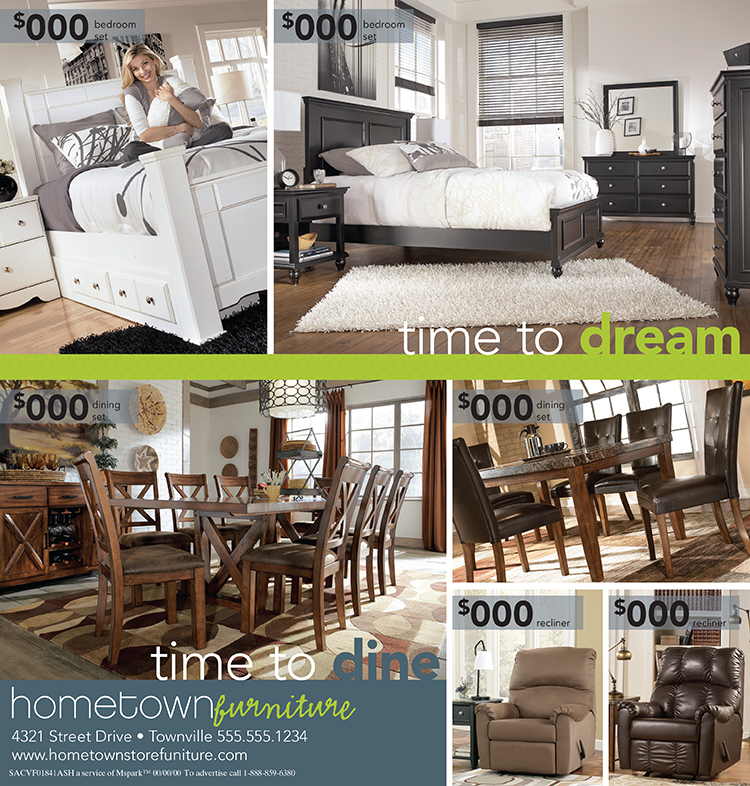 $000 bedroom set
$000 bedroom set
time to dream
$000 dining set
$000 dining set
time to dine
$000 recliner
$000 recliner
hometownfurniture
4321 Street Drive • Townville 555.555.1234
www.hometownstorefuniture.com
SACVF01841ASH a service of Mspark™ 00/00/00 To advertise call 1-888-859-6380